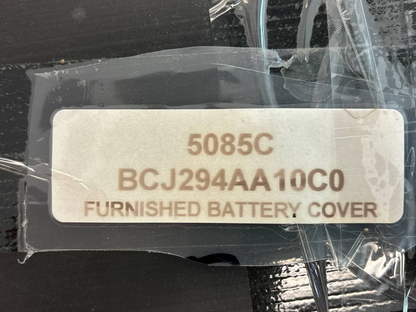 5085C
BCJ294AA10C0
FURNISHED BATTERY COVER